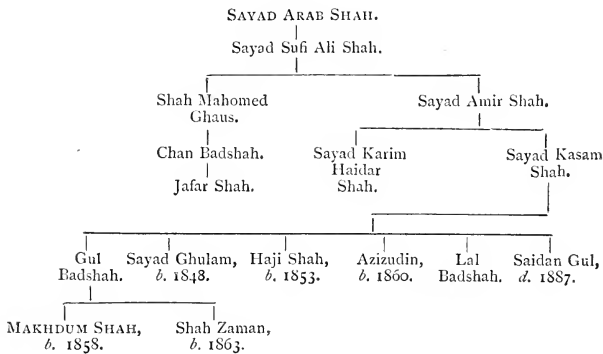 SAYAD ARAB SHAH.
Sayad Sufi Ali Shah.
Shah Mahomed
Ghaus.
Sayad Amir Shah.
Chan Badshah.
Sayad Karim
Haidar
Shah.
Sayad Kasam
Shah.
Jafar Shah.
Gul
Badshah.
Sayad Ghulam,
b. 1848.
Haji Shah,
b. 1853.
Azizudin,
b. 1860.
Lal
Badshah.
Saidan Gul,
d. 1887.
MAKHDUM SHAH,
b. 1858.
Shah Zaman,
b. 1863.